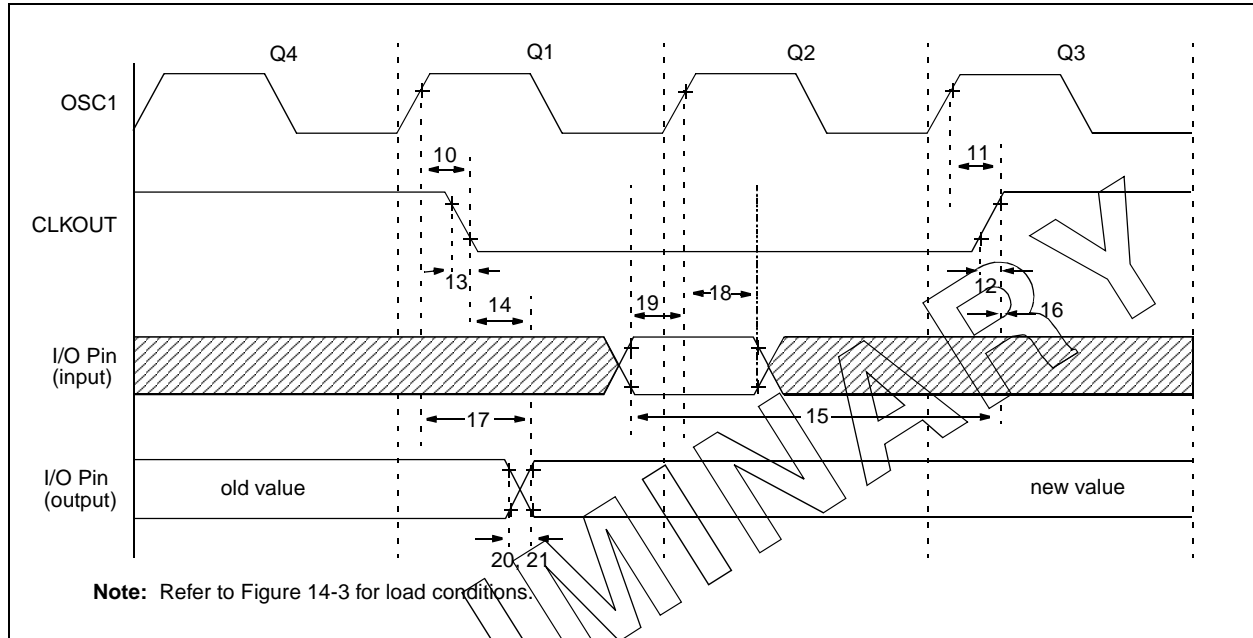 Q4 Q1 Q2 Q3
OSC1
10 11
CLKOUT
13 12
14 19 18 16
I/O Pin
(input)
17 15
I/O Pin
(output)
old value new value
20, 21
Note: Refer to Figure 14-3 for load conditions.
IMINARY